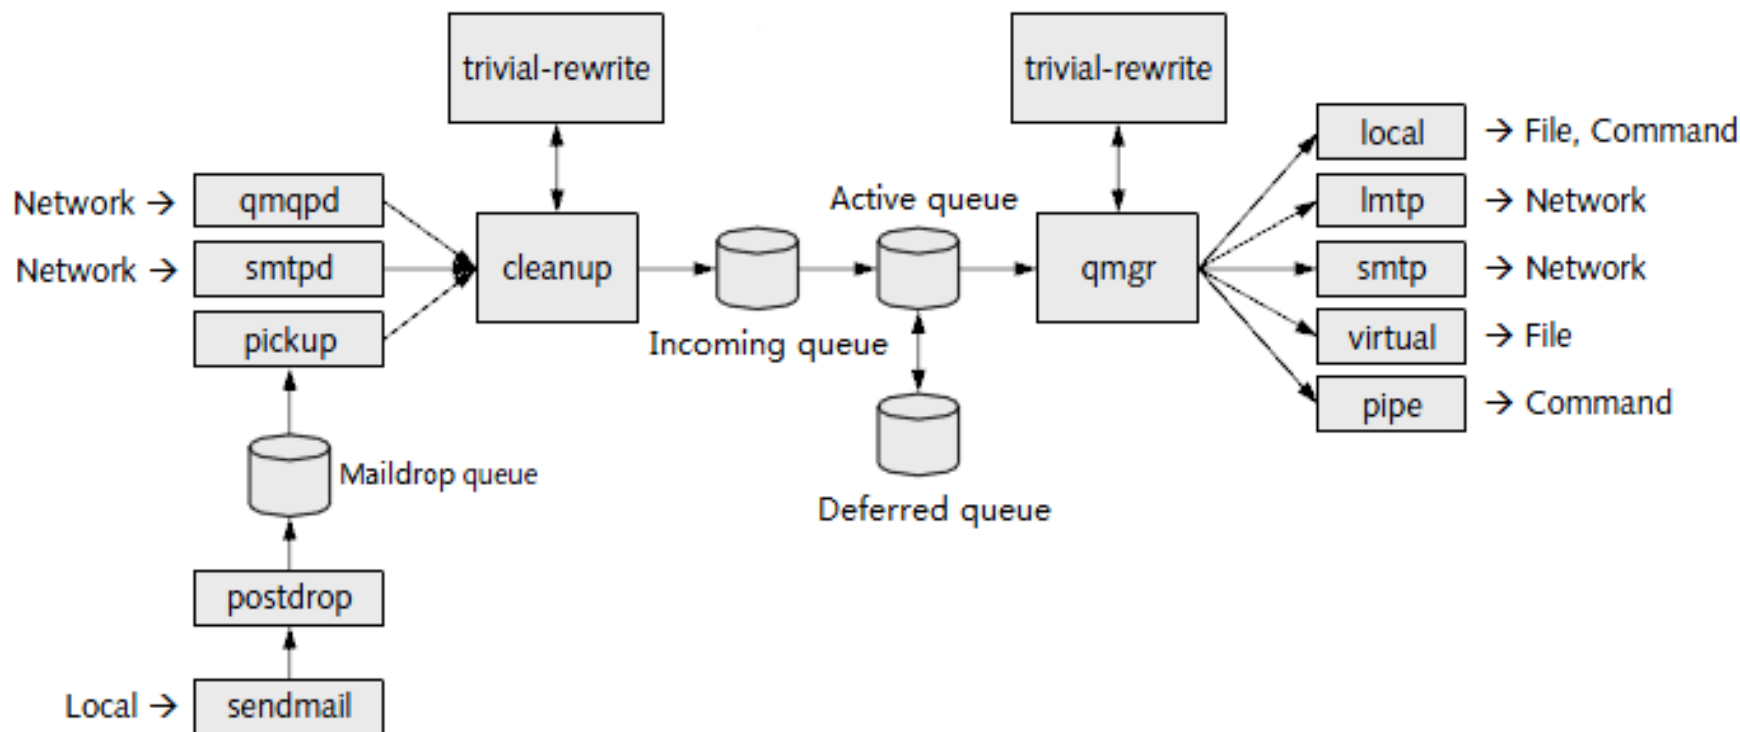 trivial-rewrite
trivial-rewrite
local → File, Command
Network → qmqpd
Active queue
lmtp → Network
Network → smtpd
cleanup
qmgr
smtp → Network
pickup
Incoming queue
virtual → File
pipe → Command
Maildrop queue
Deferred queue
postdrop
Local → sendmail